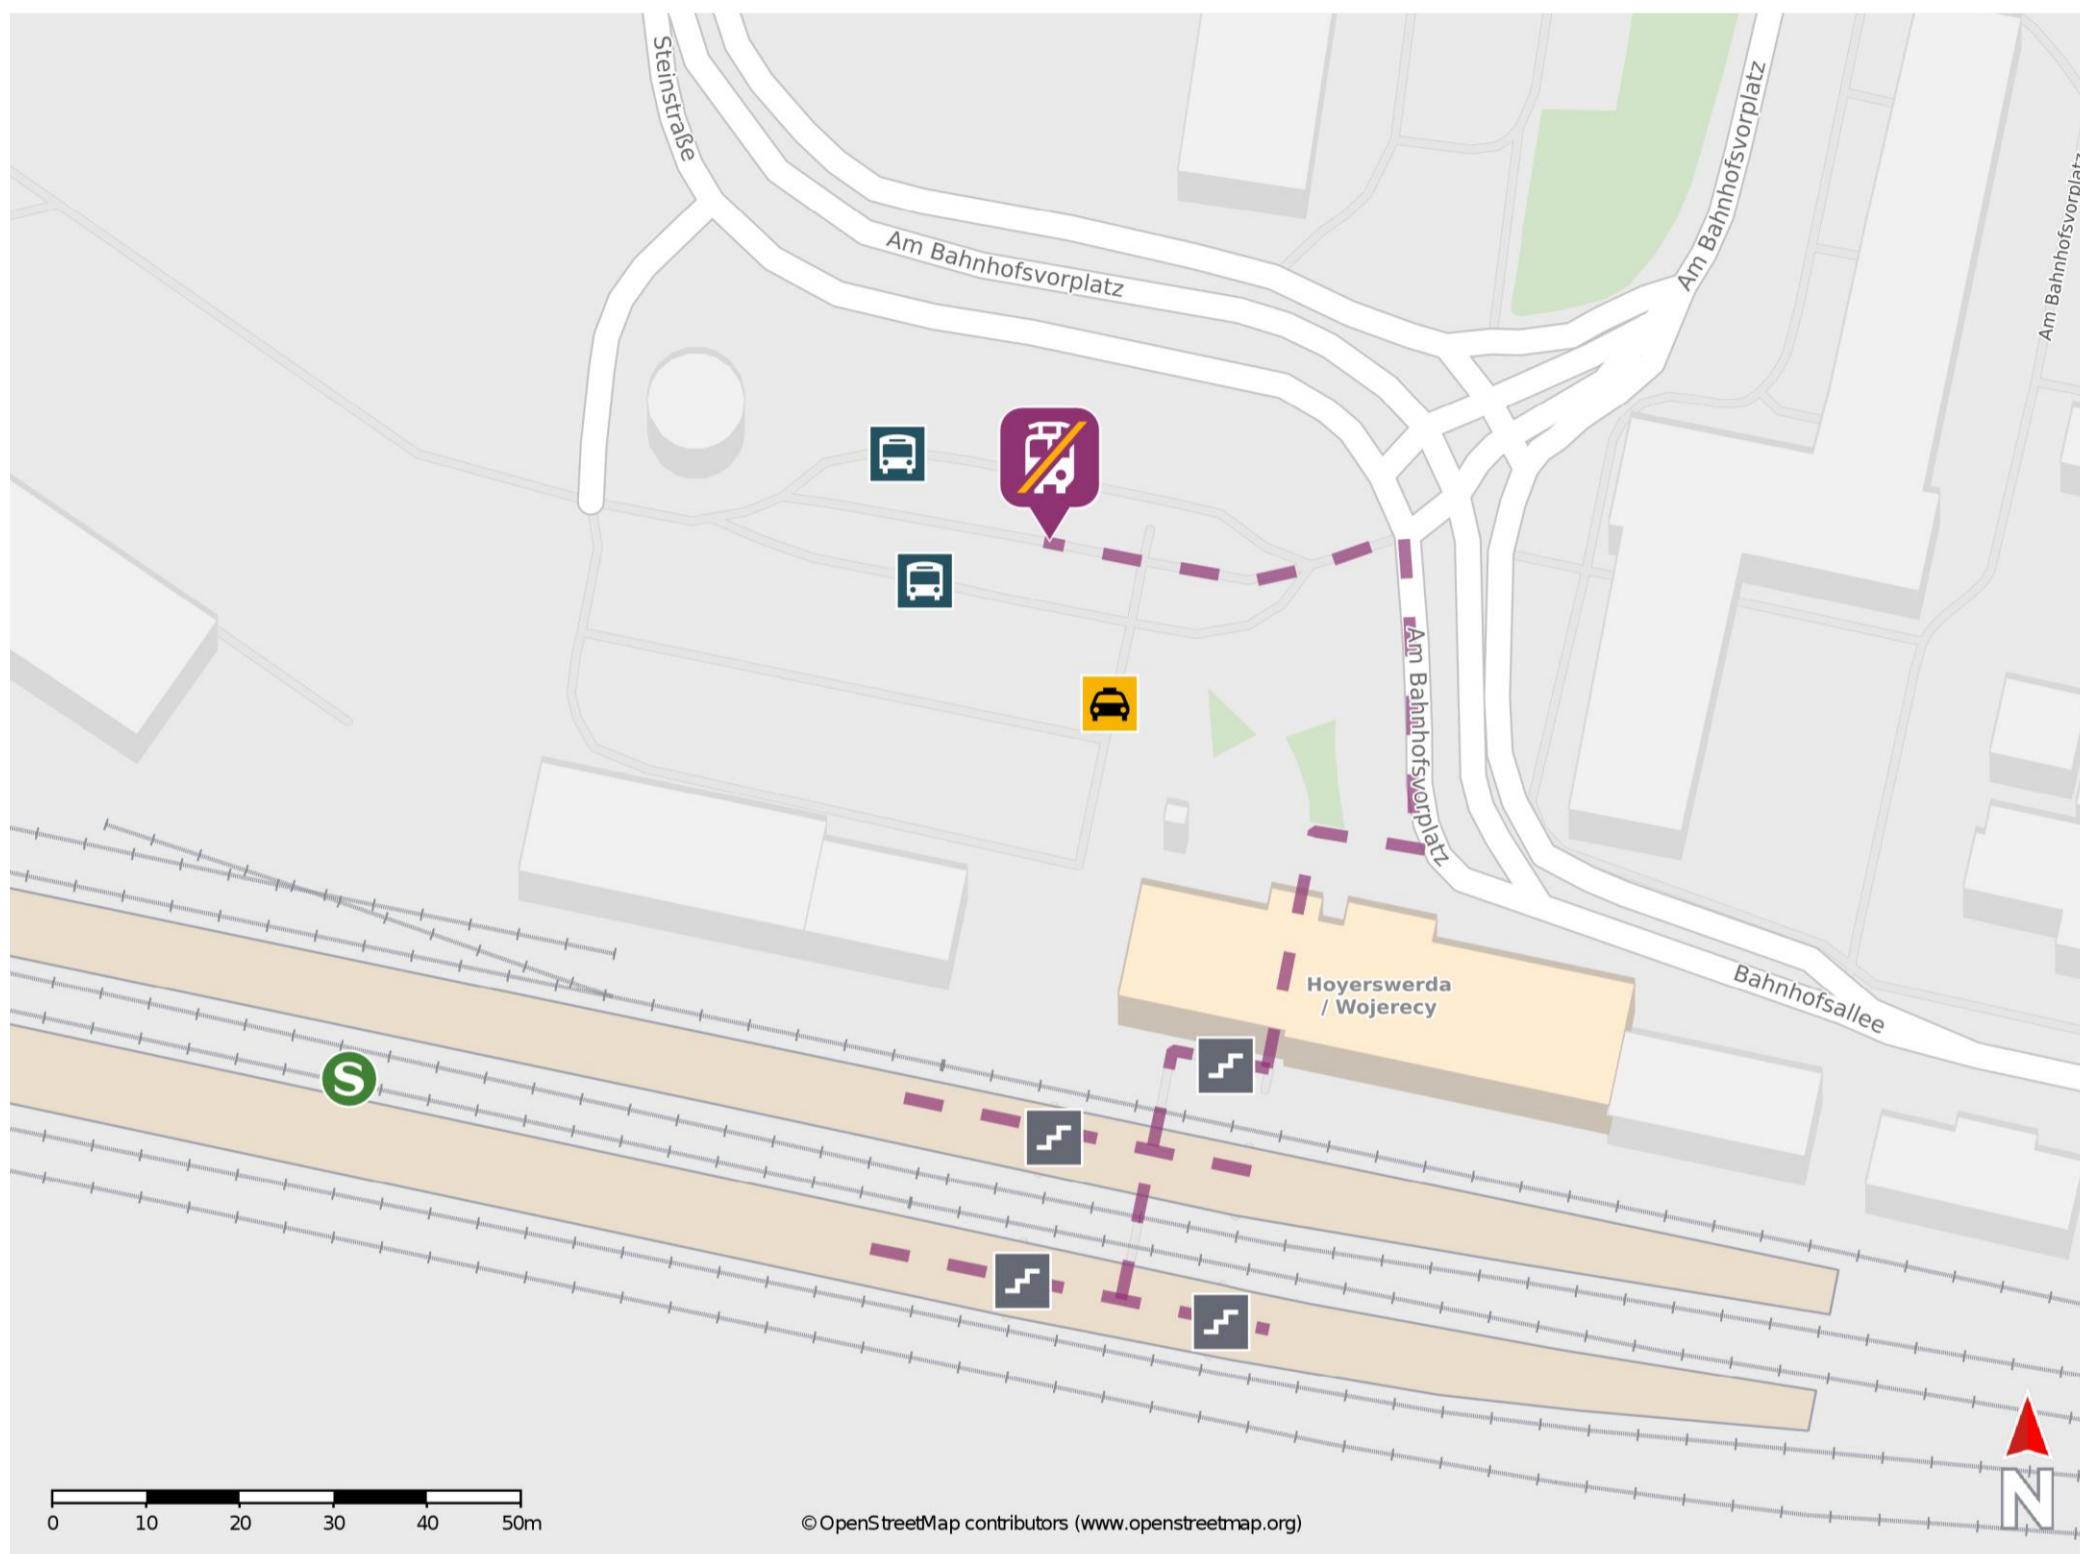 Steinstraße
Am Bahnhofsvorplatz
Am Bahnhofsvorplatz
Am Bahnhofsvorplatz
Am Bahnhofsvorplatz
Hoyerswerda
/ Wojerecy
Bahnhofsallee
S
N
0 10 20 30 40 50m
© OpenStreetMap contributors (www.openstreetmap.org)